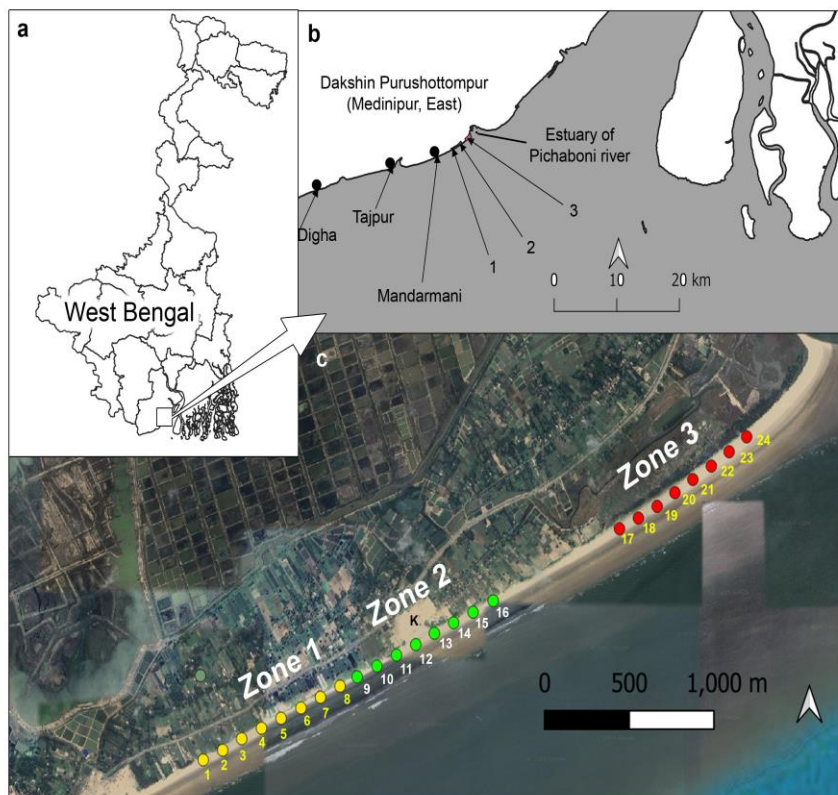 a
West Bengal
b
Dakshin Purushottompur
(Medinipur, East)
Estuary of
Pichaboni river
Digha
Tajpur
Mandarmani
1
2
3
0 10 20 km
c
Zone 1
Zone 2
Zone 3
K
1
2
3
4
5
6
7
8
9
10
11
12
13
14
15
16
17
18
19
20
21
22
23
24
0 500 1,000 m